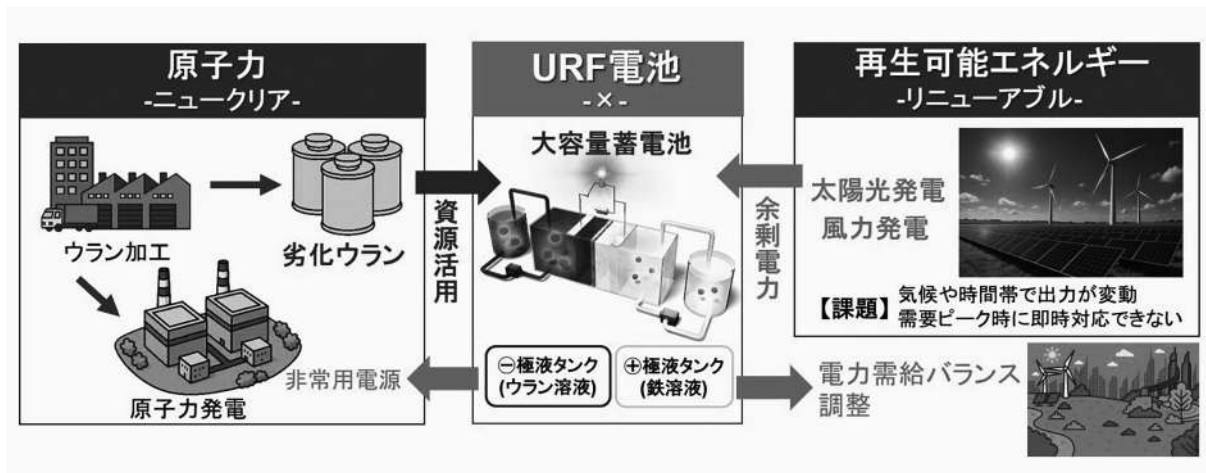 原子力
-ニュークリア-
ウラン加工
劣化ウラン
原子力発電
資源活用
非常用電源
URF電池
-×-
大容量蓄電池
⊖極液タンク
(ウラン溶液)
⊕極液タンク
(鉄溶液)
余剰電力
再生可能エネルギー
-リニューアブル-
太陽光発電
風力発電
【課題】 気候や時間帯で出力が変動
需要ピーク時に即時対応できない
電力需給バランス
調整